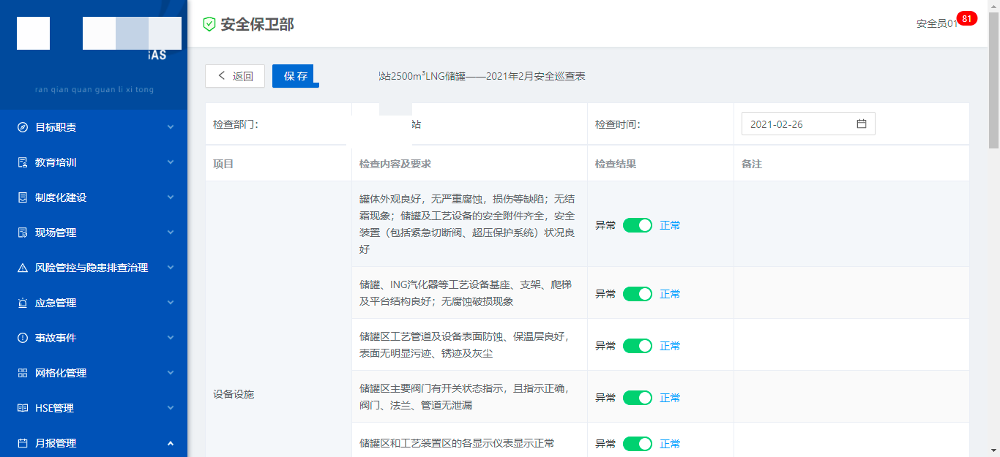 GAS
ran qian quan guan li xi tong
目标职责
教育培训
制度化建设
现场管理
风险管控与隐患排查治理
应急管理
事故事件
网格化管理
HSE管理
月报管理
安全保卫部
安全员01
81
返回
保存
站2500m³LNG储罐——2021年2月安全巡查表
检查部门：
站
检查时间：
2021-02-26
项目
检查内容及要求
检查结果
备注
设备设施
罐体外观良好，无严重腐蚀，损伤等缺陷；无结
霜现象；储罐及工艺设备的安全附件齐全，安全
装置（包括紧急切断阀、超压保护系统）状况良
好
异常
正常
储罐、ING汽化器等工艺设备基座、支架、爬梯
及平台结构良好；无腐蚀破损现象
异常
正常
储罐区工艺管道及设备表面防蚀、保温层良好，
表面无明显污迹、锈迹及灰尘
异常
正常
储罐区主要阀门有开关状态指示，且指示正确，
阀门、法兰、管道无泄漏
异常
正常
储罐区和工艺装置区的各显示仪表显示正常
异常
正常